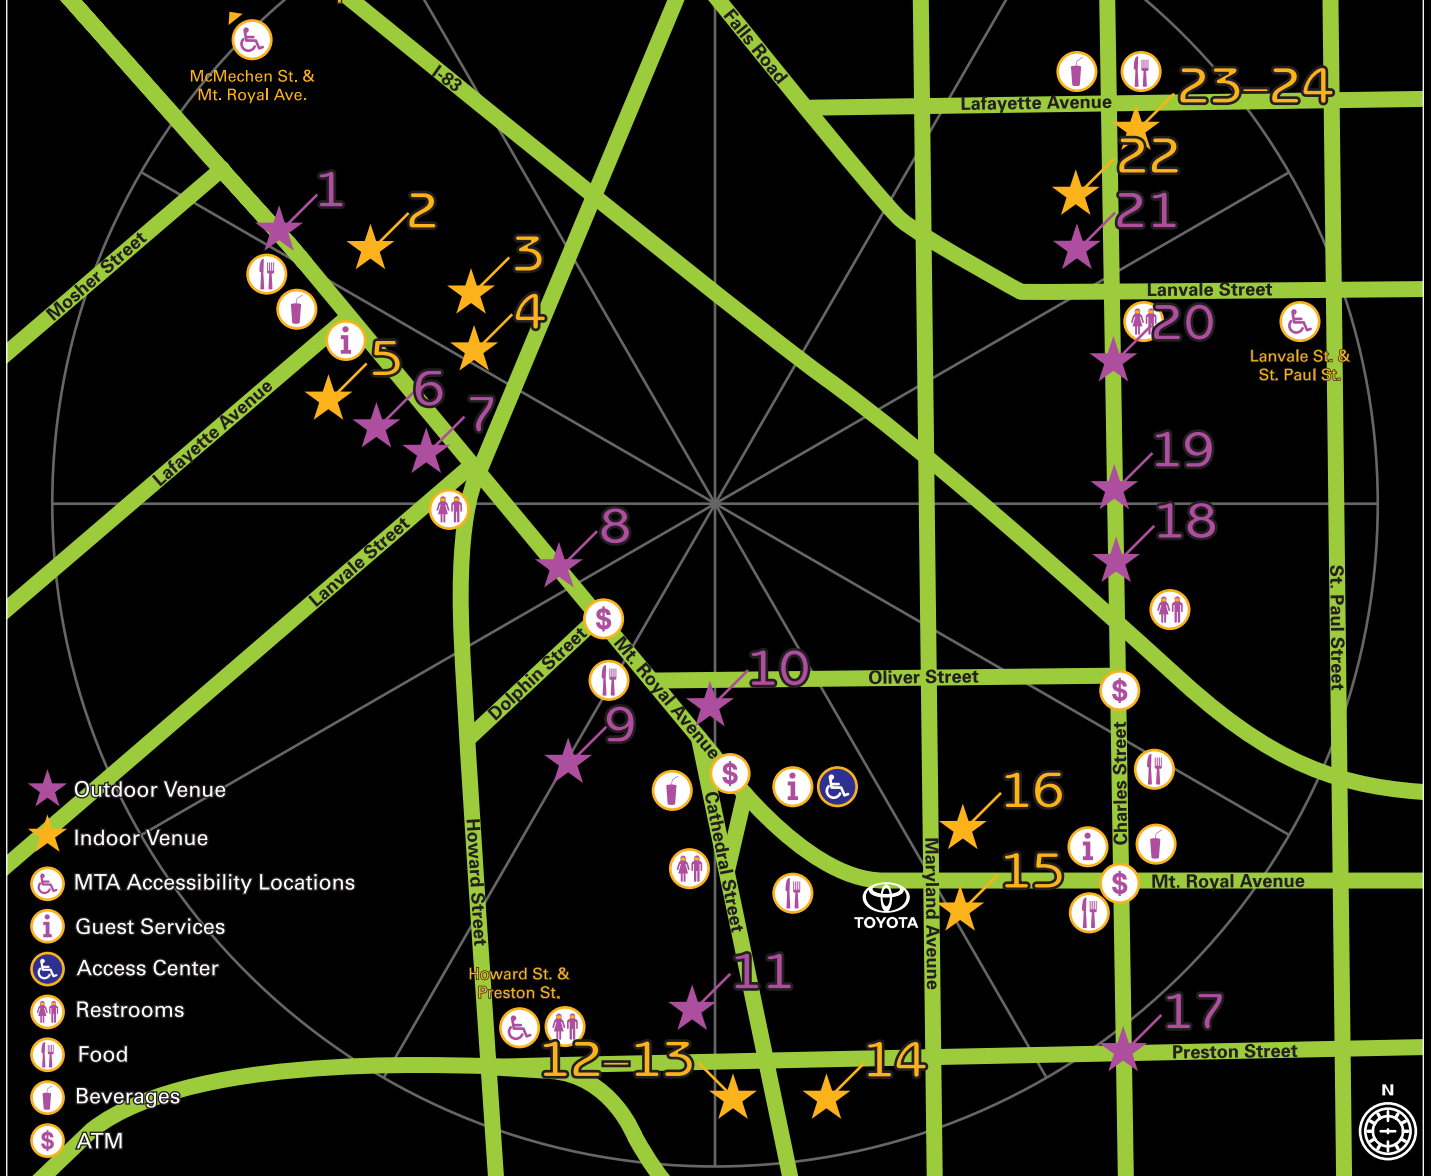 McMechen St. &
Mt. Royal Ave.
I-83
Falls Road
Lafayette Avenue
23–24
22
21
1
2
3
4
5
6
7
Mosher Street
Lafayette Avenue
Lanvale Street
Lanvale Street
20
Lanvale St. &
St. Paul St.
19
18
8
St. Paul Street
Dolphin Street
Mt. Royal Avenue
10
Oliver Street
9
$
$
$
$
i
i
i
Charles Street
16
15
Mt. Royal Avenue
TOYOTA
Maryland Aveune
Cathedral Street
Howard Street
Howard St. &
Preston St.
11
12–13
14
17
Preston Street
Outdoor Venue
Indoor Venue
MTA Accessibility Locations
i Guest Services
Access Center
Restrooms
Food
Beverages
$ ATM
N